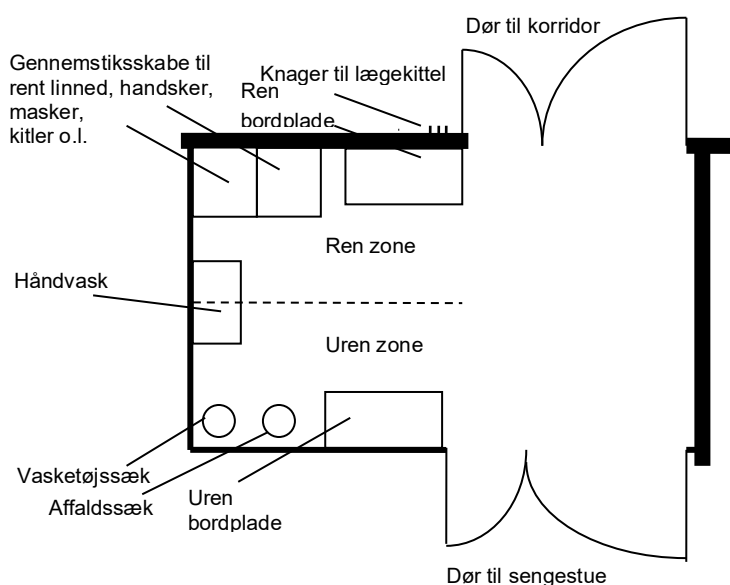 Dør til korridor
Gennemstiksskabe til
rent linned, handsker,
masker,
kitler o.l.
Knager til lægekittel
Ren
bordplade
Ren zone
Håndvask
Uren zone
Vasketøjssæk
Affaldssæk
Uren
bordplade
Dør til sengestue